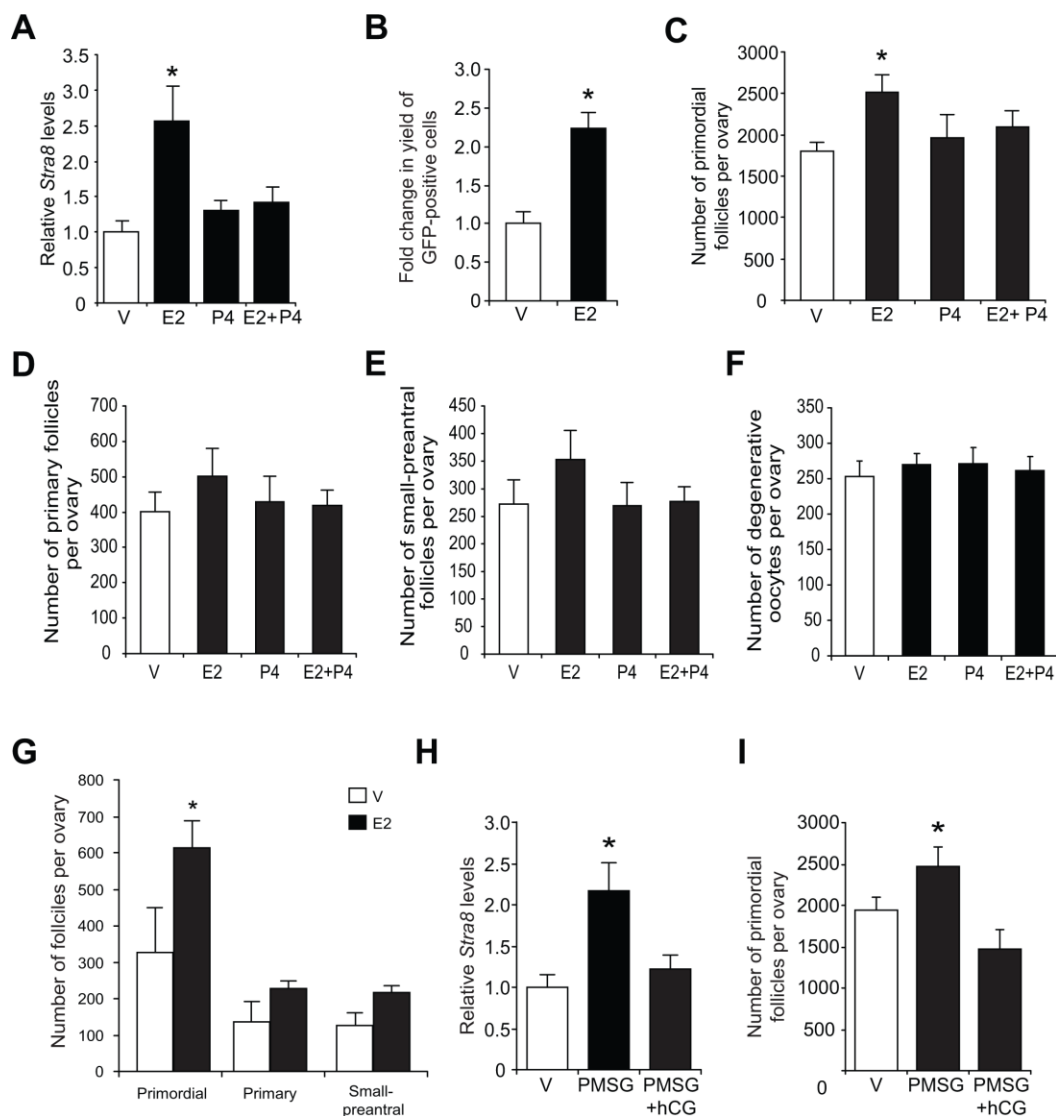 A
Relative Stra8 levels
3.5
3.0
2.5
2.0
1.5
1.0
0.5
0
*
V E2 P4 E2+P4
B
Fold change in yield of
GFP-positive cells
3.0
2.5
2.0
1.5
1.0
0.5
0
*
V E2
C
Number of primordial
follicles per ovary
3000
2500
2000
1500
1000
500
0
*
V E2 P4 E2+ P4
D
Number of primary follicles
per ovary
700
600
500
400
300
200
100
0
V E2 P4 E2+P4
E
Number of small-preantral
follicles per ovary
450
400
350
300
250
200
150
100
50
0
V E2 P4 E2+P4
F
Number of degenerative
oocytes per ovary
350
300
250
200
150
100
50
0
V E2 P4 E2+P4
G
Number of folliciles per ovary
800
700
600
500
400
300
200
100
0
*
V
E2
Primordial Primary Small-
preantral
H
Relative Stra8 levels
3.0
2.5
2.0
1.5
1.0
0.5
0
*
V PMSG PMSG
+hCG
I
Number of primordial
follicles per ovary
3000
2500
2000
1500
1000
500
0
*
V PMSG PMSG
+hCG